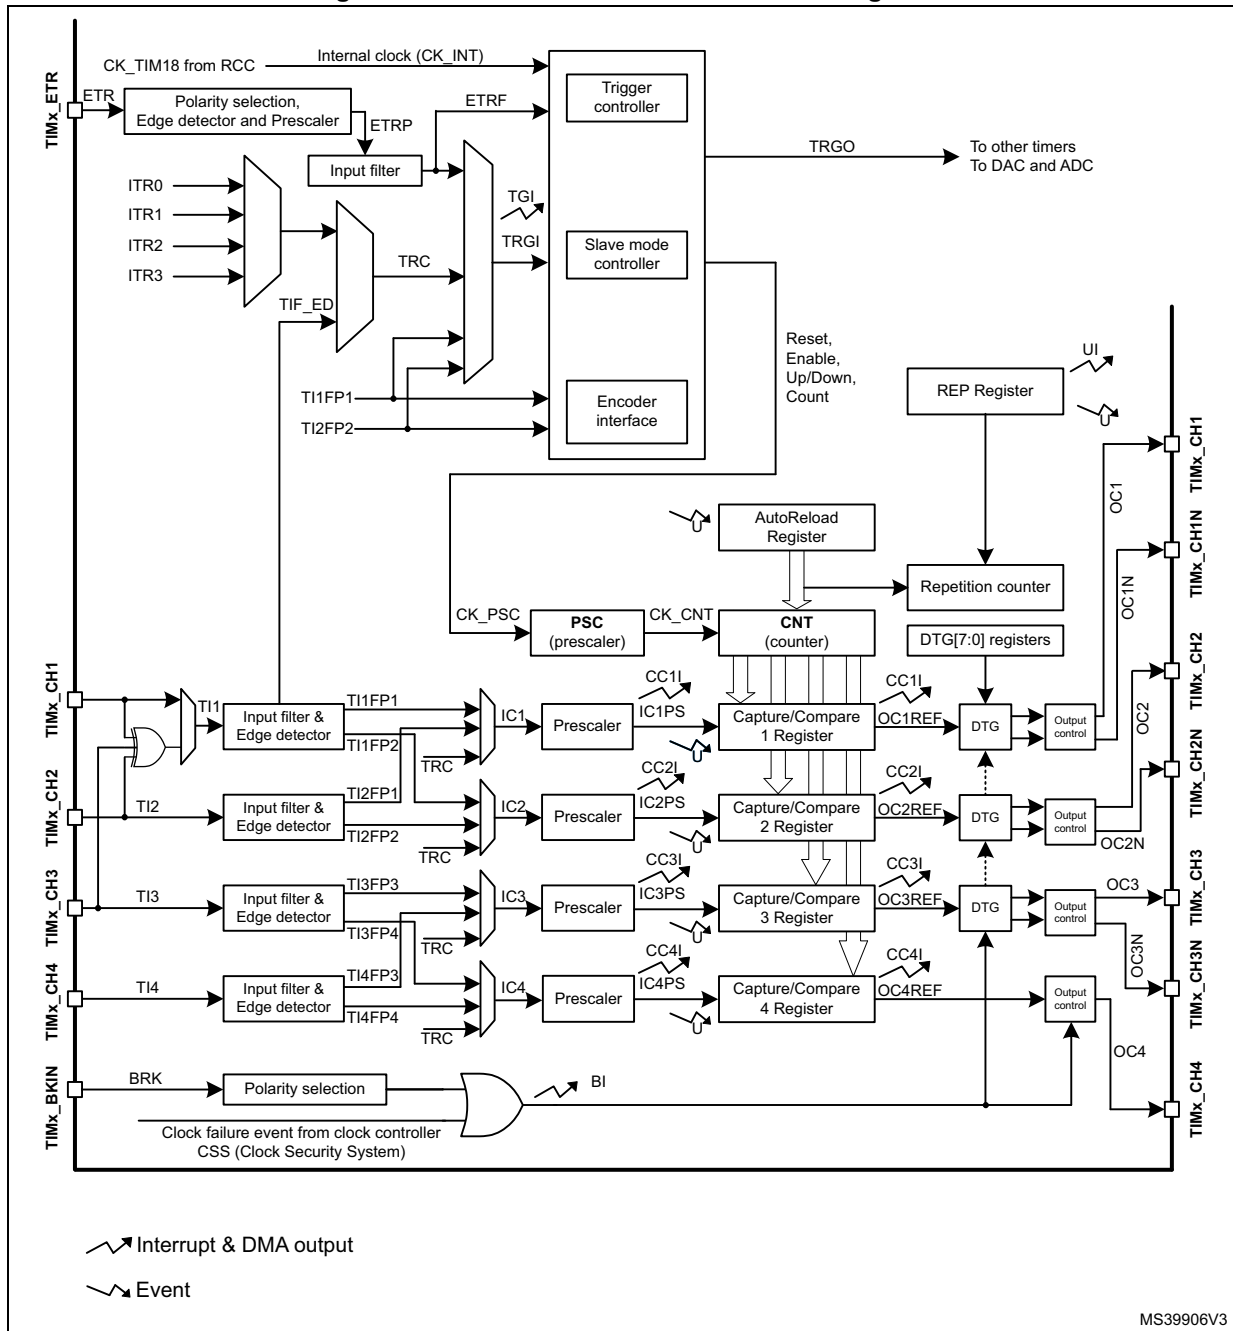 Internal clock (CK_INT)
CK_TIM18 from RCC
TIMx_ETR
ETR
Polarity selection,
Edge detector and Prescaler
ETRP
Input filter
ETRF
Trigger
controller
TRGO
To other timers
To DAC and ADC
ITR0
ITR1
ITR2
ITR3
TGI
TRGI
TRC
Slave mode
controller
TIF_ED
Reset,
Enable,
Up/Down,
Count
TI1FP1
TI2FP2
Encoder
interface
UI
REP Register
U
AutoReload
Register
U
Repetition counter
CK_PSC
PSC
(prescaler)
CK_CNT
CNT
(counter)
DTG[7:0] registers
TIMx_CH1
TI1
Input filter &
Edge detector
TI1FP1
TI1FP2
TRC
IC1
Prescaler
CC1I
IC1PS
U
Capture/Compare
1 Register
CC1I
OC1REF
DTG
Output
control
OC1
TIMx_CH1
OC1N
TIMx_CH1N
TIMx_CH2
TI2
Input filter &
Edge detector
TI2FP1
TI2FP2
TRC
IC2
Prescaler
CC2I
IC2PS
U
Capture/Compare
2 Register
CC2I
OC2REF
DTG
Output
control
OC2
TIMx_CH2
OC2N
TIMx_CH2N
TIMx_CH3
TI3
Input filter &
Edge detector
TI3FP3
TI3FP4
TRC
IC3
Prescaler
CC3I
IC3PS
U
Capture/Compare
3 Register
CC3I
OC3REF
DTG
Output
control
OC3
TIMx_CH3
OC3N
TIMx_CH3N
TIMx_CH4
TI4
Input filter &
Edge detector
TI4FP3
TI4FP4
TRC
IC4
Prescaler
CC4I
IC4PS
U
Capture/Compare
4 Register
CC4I
OC4REF
Output
control
OC4
TIMx_CH4
TIMx_BKIN
BRK
Polarity selection
BI
Clock failure event from clock controller
CSS (Clock Security System)
Interrupt & DMA output
Event
MS39906V3